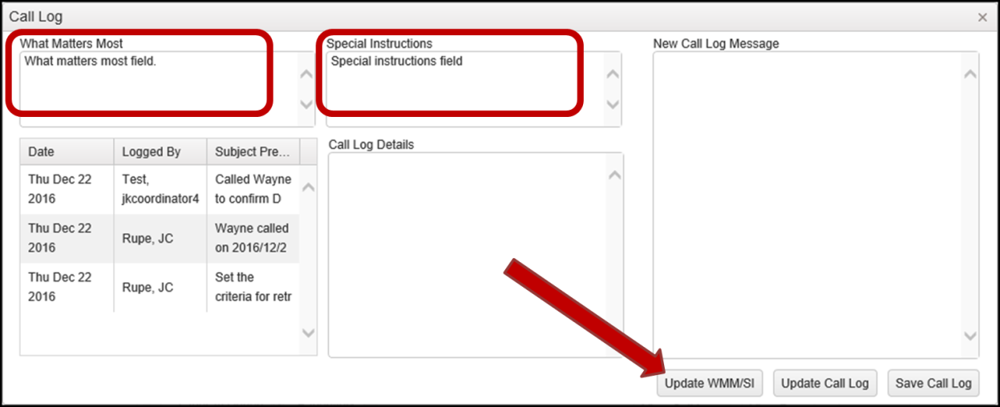 Call Log
What Matters Most
What matters most field.
Special Instructions
Special instructions field
New Call Log Message
Date Logged By Subject Pre...
Thu Dec 22 Test, Called Wayne
2016 jkcoordinator4 to confirm D
Thu Dec 22 Rupe, JC Wayne called
2016 on 2016/12/2
Thu Dec 22 Rupe, JC Set the
2016 criteria for retr
Call Log Details
Update WMM/SI Update Call Log Save Call Log